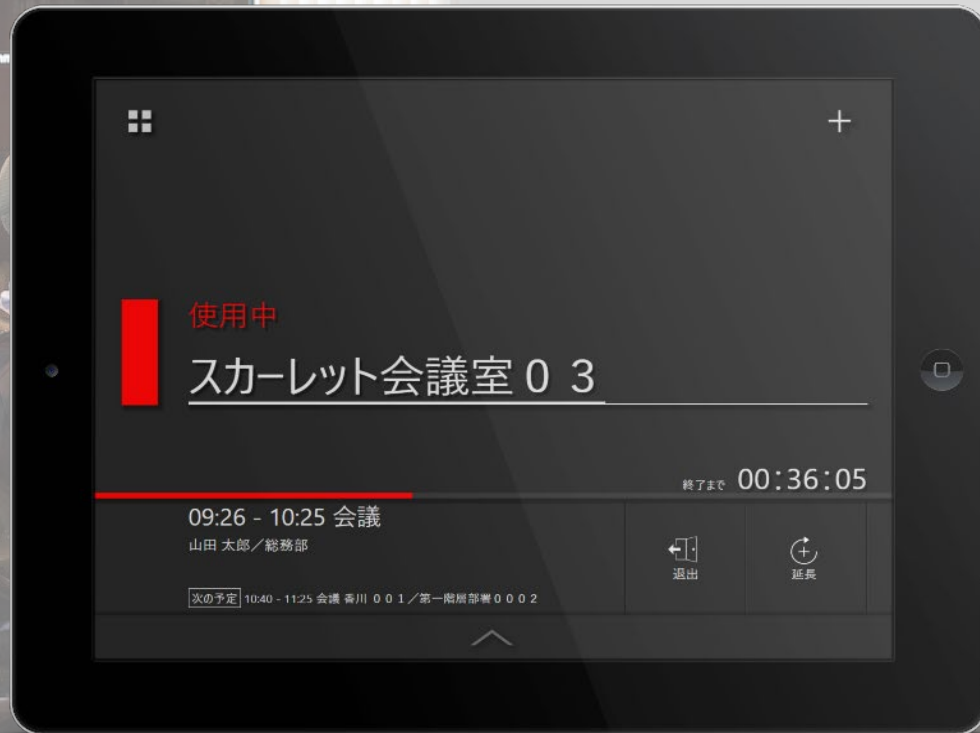 使用中
スカーレット会議室０３
終了まで 00:36:05
09:26 - 10:25 会議
山田 太郎／総務部
次の予定 10:40 - 11:25 会議 香川 ００１／第一階層部署０００２
退出
延長